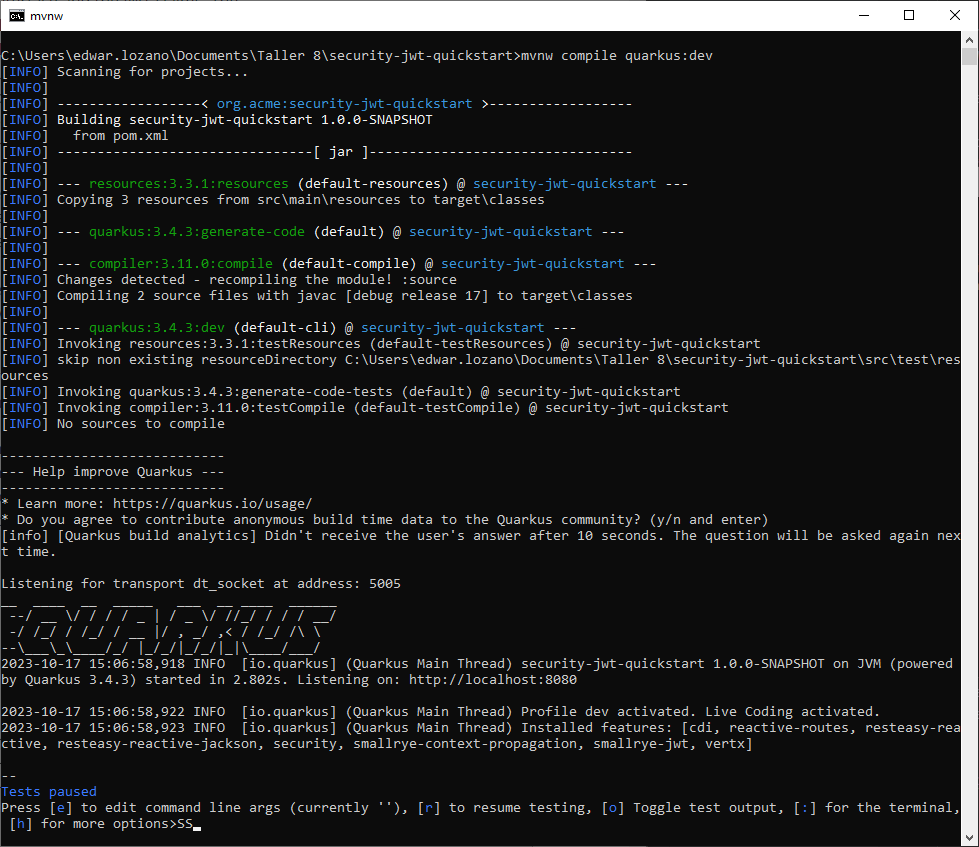 mvnw
C:\Users\edwar.lozano\Documents\Taller 8\security-jwt-quickstart>mvnw compile quarkus:dev
[INFO] Scanning for projects...
[INFO]
[INFO] ------------------< org.acme:security-jwt-quickstart >------------------
[INFO] Building security-jwt-quickstart 1.0.0-SNAPSHOT
[INFO]   from pom.xml
[INFO] --------------------------------[ jar ]---------------------------------
[INFO]
[INFO] --- resources:3.3.1:resources (default-resources) @ security-jwt-quickstart ---
[INFO] Copying 3 resources from src\main\resources to target\classes
[INFO]
[INFO] --- quarkus:3.4.3:generate-code (default) @ security-jwt-quickstart ---
[INFO]
[INFO] --- compiler:3.11.0:compile (default-compile) @ security-jwt-quickstart ---
[INFO] Changes detected - recompiling the module! :source
[INFO] Compiling 2 source files with javac [debug release 17] to target\classes
[INFO]
[INFO] --- quarkus:3.4.3:dev (default-cli) @ security-jwt-quickstart ---
[INFO] Invoking resources:3.3.1:testResources (default-testResources) @ security-jwt-quickstart
[INFO] skip non existing resourceDirectory C:\Users\edwar.lozano\Documents\Taller 8\security-jwt-quickstart\src\test\res
ources
[INFO] Invoking quarkus:3.4.3:generate-code-tests (default) @ security-jwt-quickstart
[INFO] Invoking compiler:3.11.0:testCompile (default-testCompile) @ security-jwt-quickstart
[INFO] No sources to compile
----------------------------
--- Help improve Quarkus ---
----------------------------
* Learn more: https://quarkus.io/usage/
* Do you agree to contribute anonymous build time data to the Quarkus community? (y/n and enter)
[info] [Quarkus build analytics] Didn't receive the user's answer after 10 seconds. The question will be asked again nex
t time.
Listening for transport dt_socket at address: 5005
__  ____  __  _____   ___  __ ____  ______
 --/ __ \/ / / / _ | / _ \/ //_/ / / / __/
 -/ /_/ / /_/ / __ |/ , _/ ,< / /_/ /\ \
--\___\_\____/_/ |_/_/|_/_/|_|\____/___/
2023-10-17 15:06:58,918 INFO  [io.quarkus] (Quarkus Main Thread) security-jwt-quickstart 1.0.0-SNAPSHOT on JVM (powered
by Quarkus 3.4.3) started in 2.802s. Listening on: http://localhost:8080
2023-10-17 15:06:58,922 INFO  [io.quarkus] (Quarkus Main Thread) Profile dev activated. Live Coding activated.
2023-10-17 15:06:58,923 INFO  [io.quarkus] (Quarkus Main Thread) Installed features: [cdi, reactive-routes, resteasy-rea
ctive, resteasy-reactive-jackson, security, smallrye-context-propagation, smallrye-jwt, vertx]
--
Tests paused
Press [e] to edit command line args (currently ''), [r] to resume testing, [o] Toggle test output, [:] for the terminal,
 [h] for more options>SS